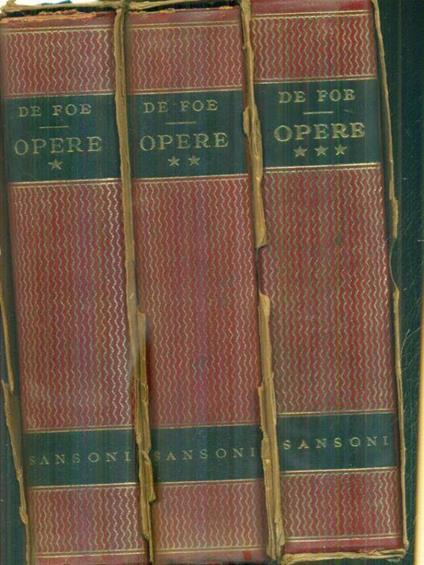 DE FOE
OPERE
★
SANSONI
DE FOE
OPERE
★★
SANSONI
DE FOE
OPERE
★★★
SANSONI